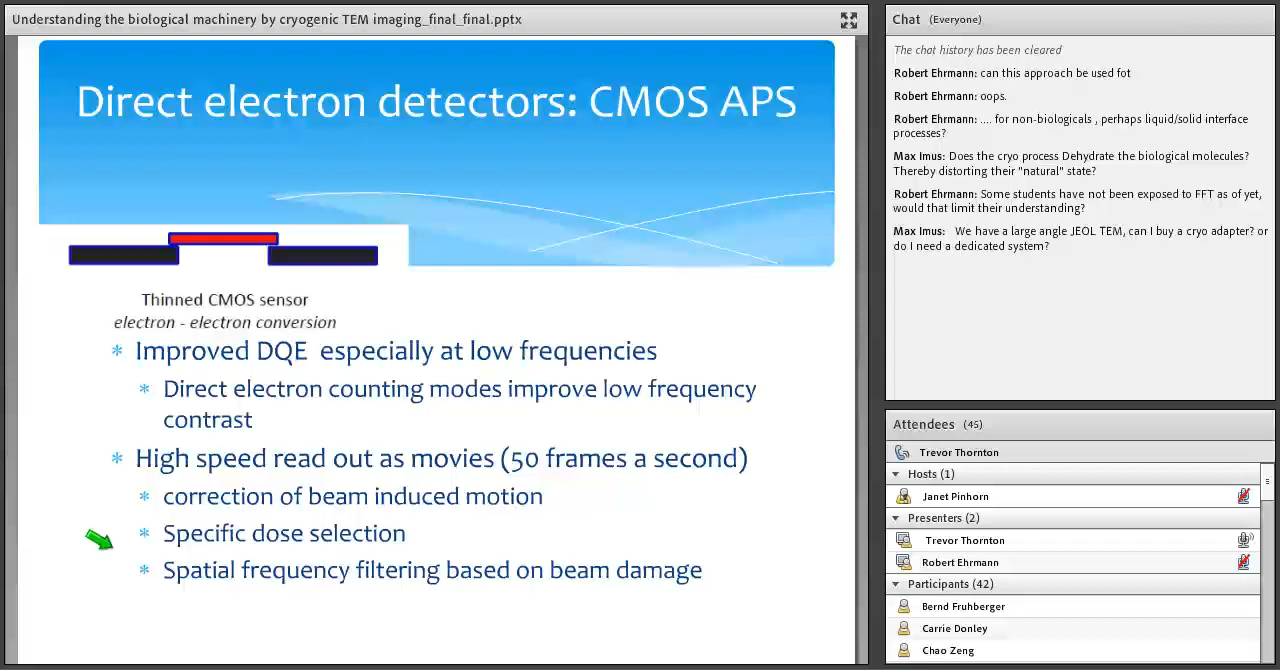 Understanding the biological machinery by cryogenic TEM imaging_final_final.pptx
Direct electron detectors: CMOS APS
Thinned CMOS sensor
electron - electron conversion
* Improved DQE especially at low frequencies
* Direct electron counting modes improve low frequency
contrast
* High speed read out as movies (50 frames a second)
* correction of beam induced motion
* Specific dose selection
* Spatial frequency filtering based on beam damage
Chat (Everyone)
The chat history has been cleared
Robert Ehrmann: can this approach be used fot
Robert Ehrmann: oops.
Robert Ehrmann: .... for non-biologicals , perhaps liquid/solid interface
processes?
Max Imus: Does the cryo process Dehydrate the biological molecules?
Thereby distorting their "natural" state?
Robert Ehrmann: Some students have not been exposed to FFT as of yet,
would that limit their understanding?
Max Imus: We have a large angle JEOL TEM, can I buy a cryo adapter? or
do I need a dedicated system?
Attendees (45)
Trevor Thornton
Hosts (1)
Janet Pinhorn
Presenters (2)
Trevor Thornton
Robert Ehrmann
Participants (42)
Bernd Fruhberger
Carrie Donley
Chao Zeng